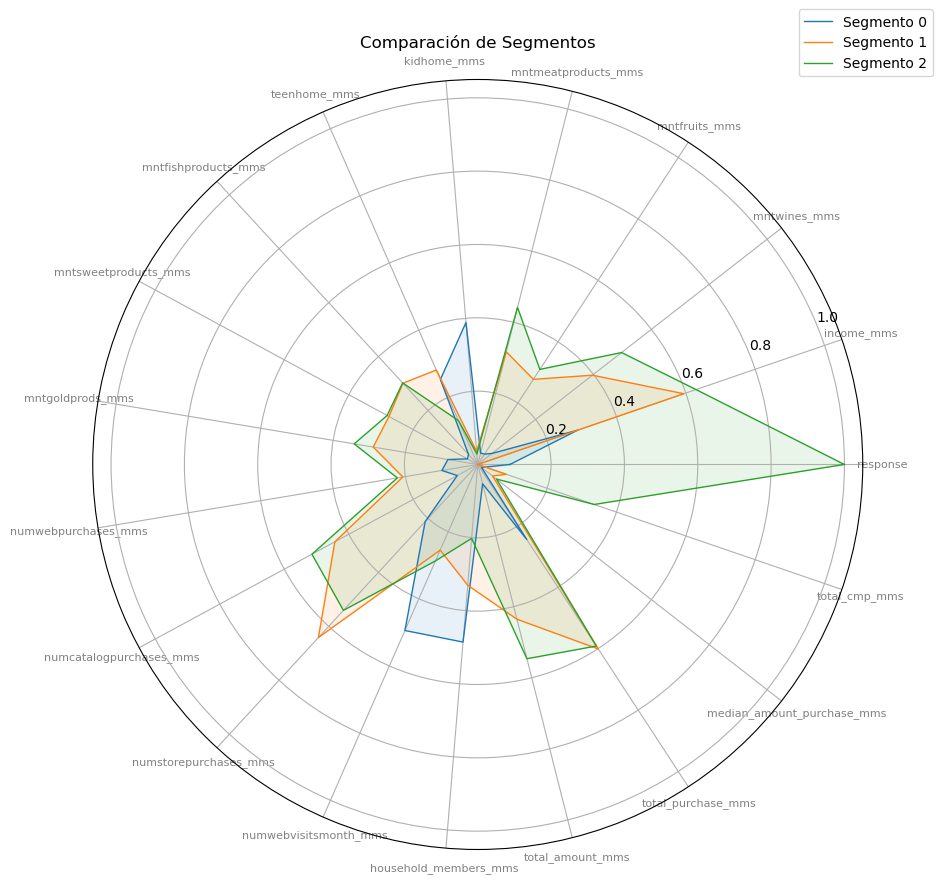 Comparación de Segmentos
Segmento 0
Segmento 1
Segmento 2
kidhome_mms
mntmeatproducts_mms
teenhome_mms
mntfruits_mms
mntfishproducts_mms
mntwines_mms
mntsweetproducts_mms
1.0
income_mms
0.8
0.6
mntgoldprods_mms
0.4
0.2
response
numwebpurchases_mms
total_cmp_mms
numcatalogpurchases_mms
median_amount_purchase_mms
numstorepurchases_mms
total_purchase_mms
numwebvisitsmonth_mms
total_amount_mms
household_members_mms